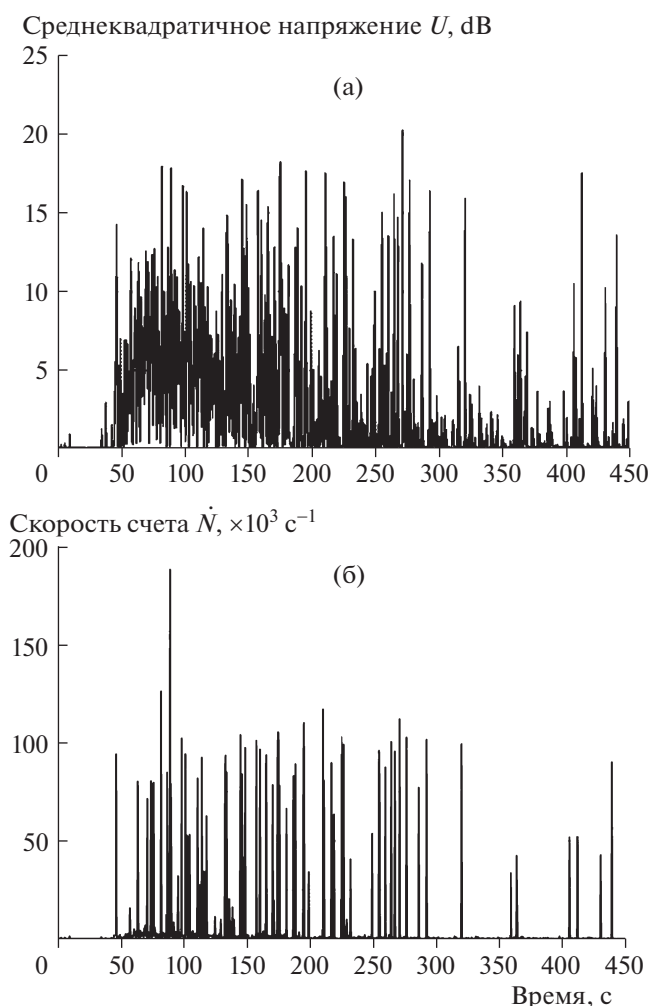 Среднеквадратичное напряжение U, dB
25
(а)
20
15
10
5
0 50 100 150 200 250 300 350 400 450
Скорость счета Ṅ, ×10³ с⁻¹
200
(б)
150
100
50
0 50 100 150 200 250 300 350 400 450
Время, с